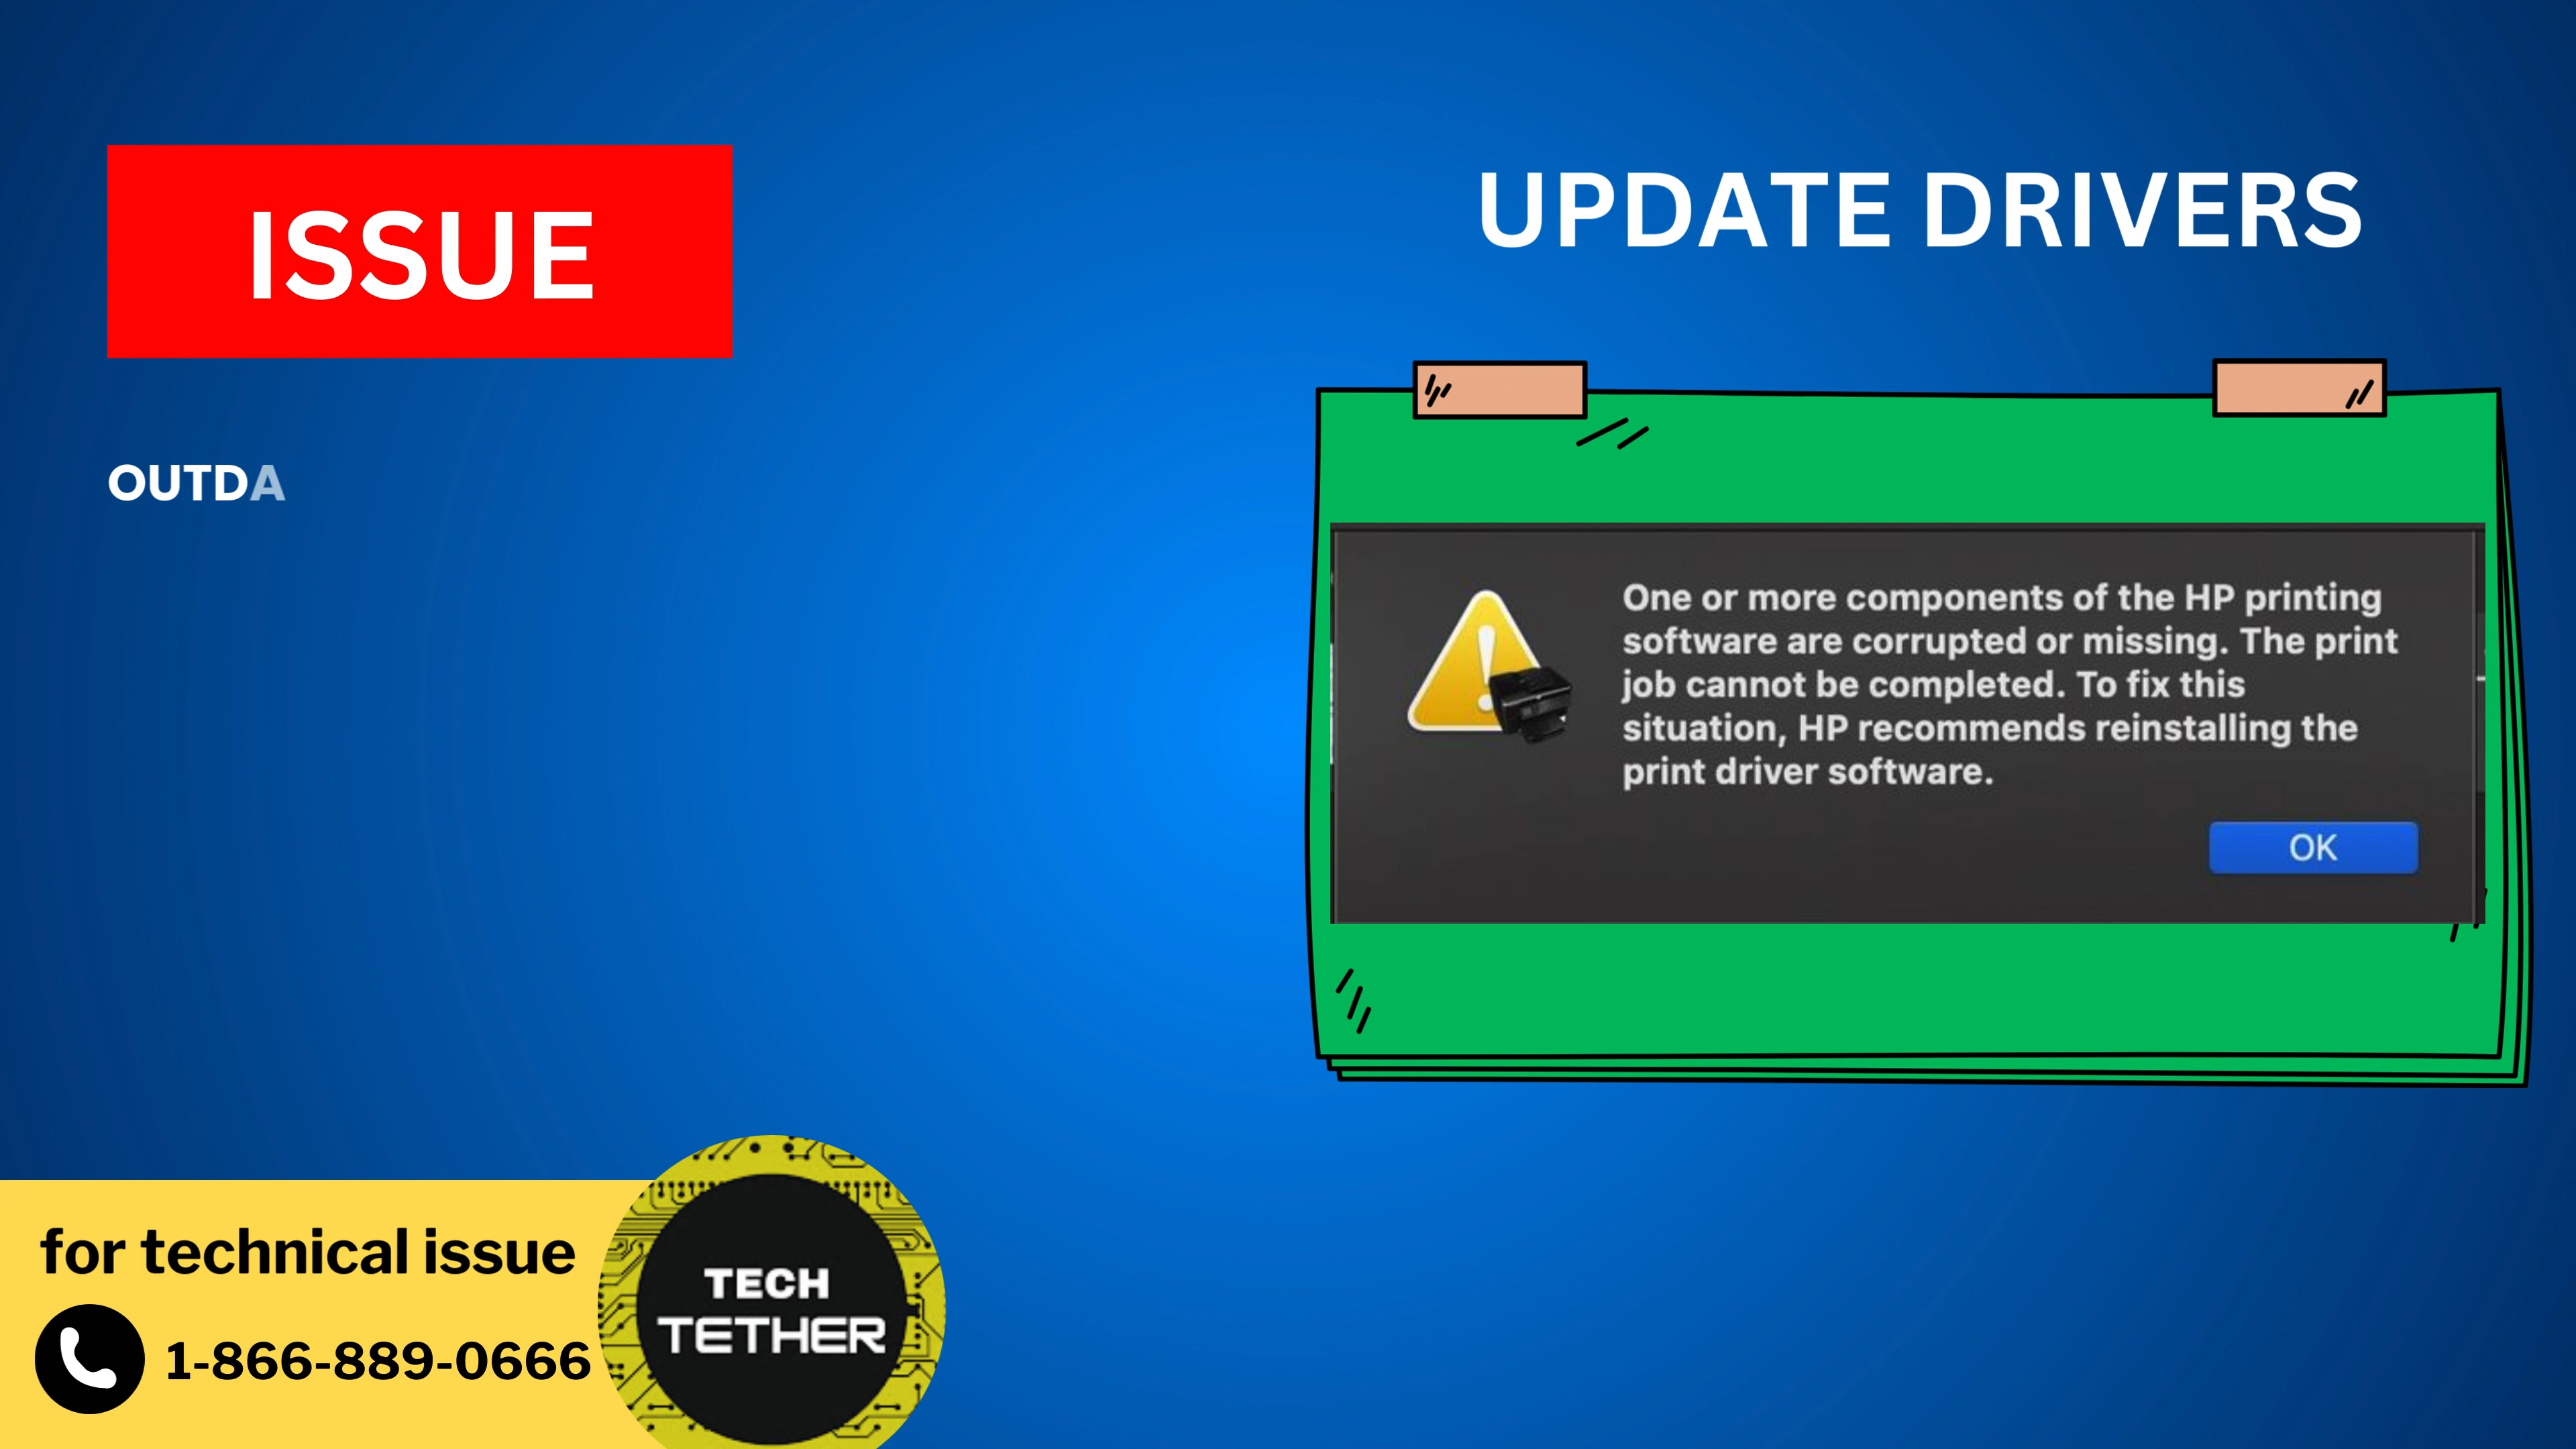 ISSUE
UPDATE DRIVERS
OUTDA
One or more components of the HP printing
software are corrupted or missing. The print
job cannot be completed. To fix this
situation, HP recommends reinstalling the
print driver software.
OK
for technical issue
1-866-889-0666
TECH
TETHER